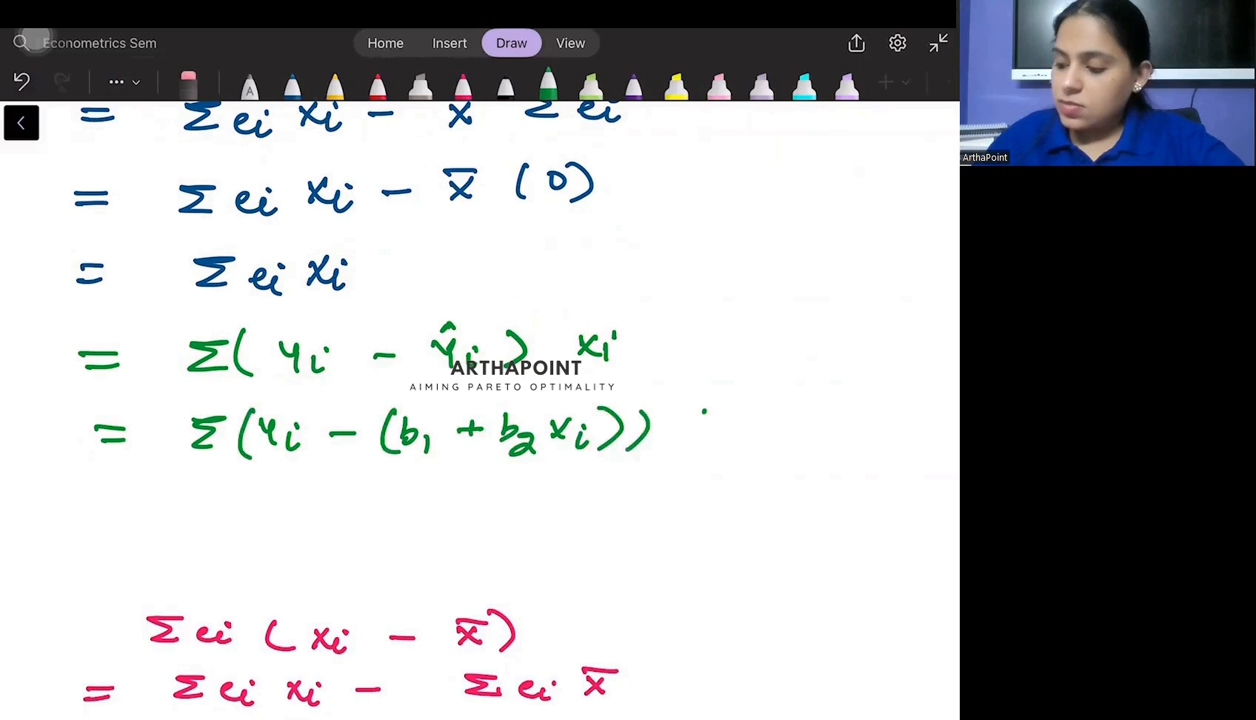 Econometrics Sem
Home Insert Draw View
A
= Σ ei xi - x̄ Σ ei
= Σ ei xi - x̄ (0)
= Σ ei xi
= Σ( Yi - Ŷi ) xi
ARTHAPOINT
AIMING PARETO OPTIMALITY
= Σ(Yi - (b1 + b2 xi))
Σ ei ( xi - x̄ )
= Σ ei xi - Σ ei x̄
ArthaPoint